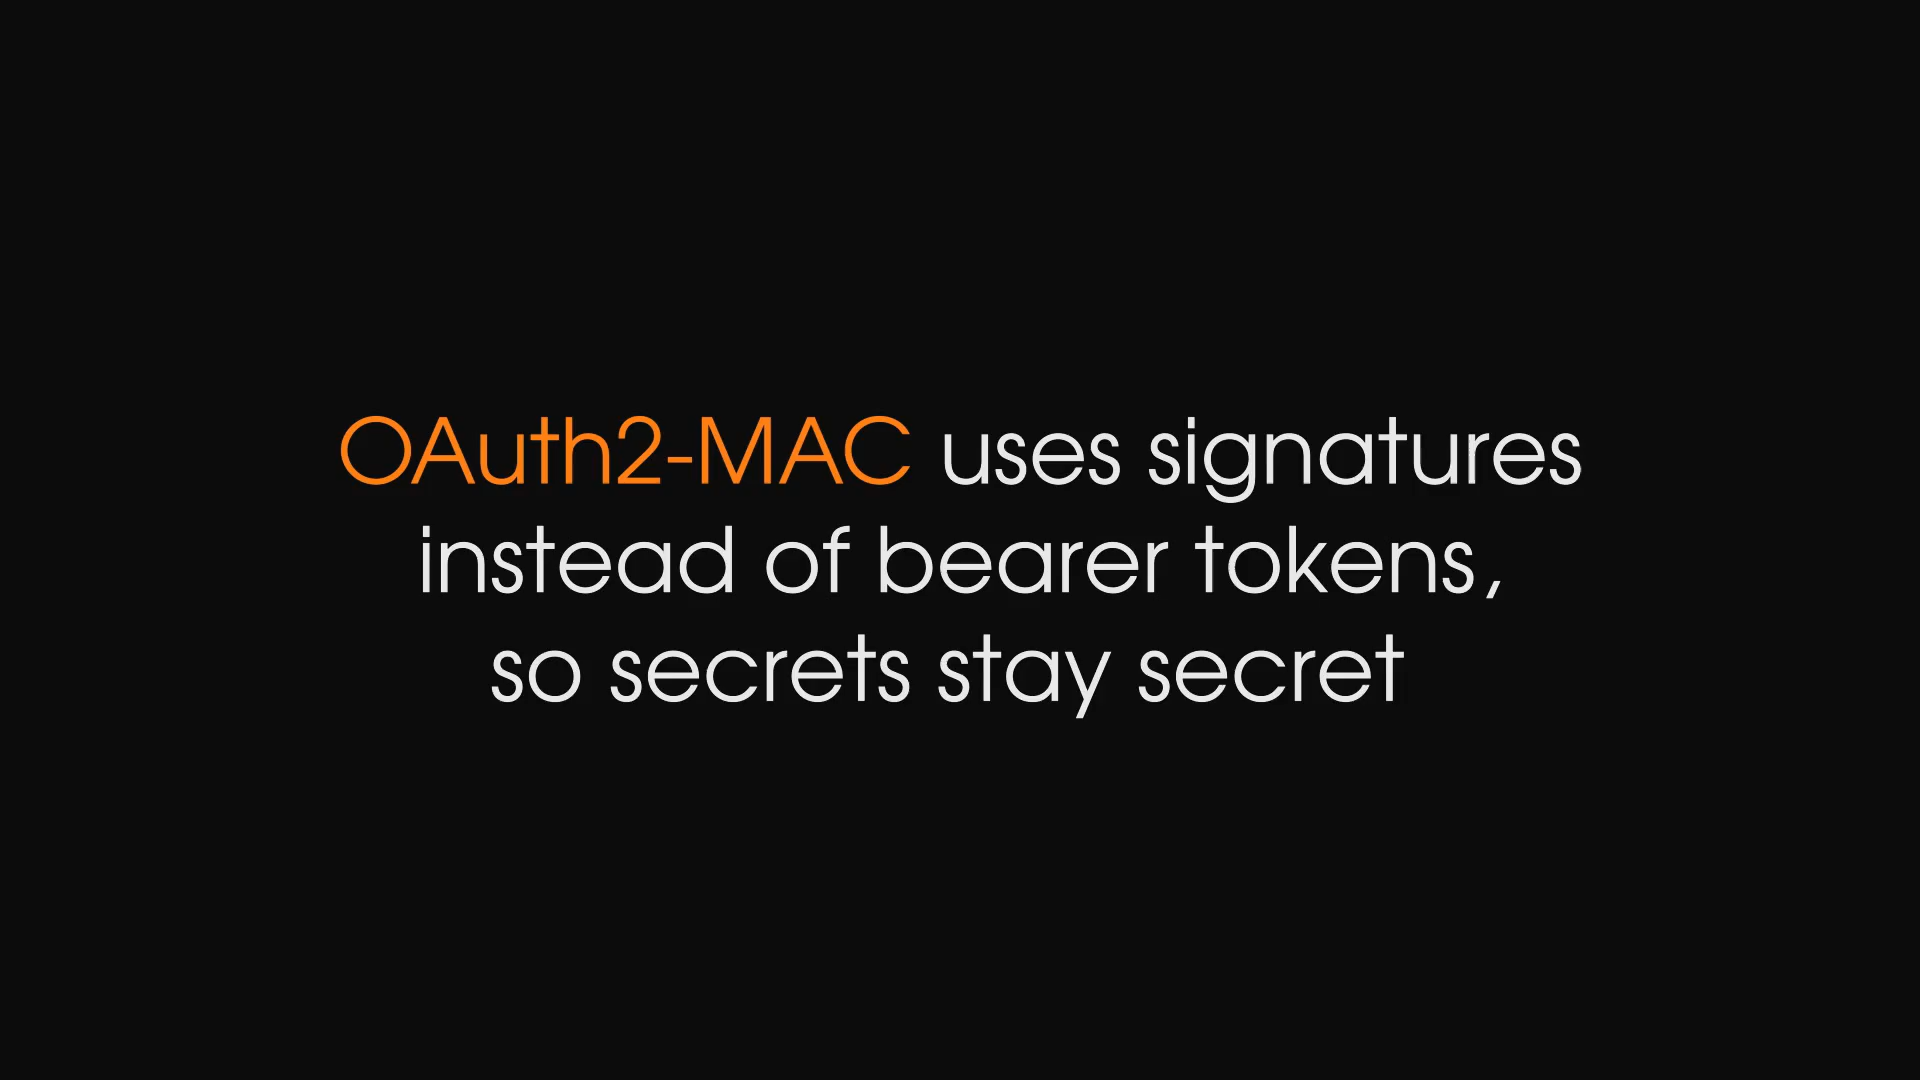 OAuth2-MAC uses signatures
instead of bearer tokens,
so secrets stay secret